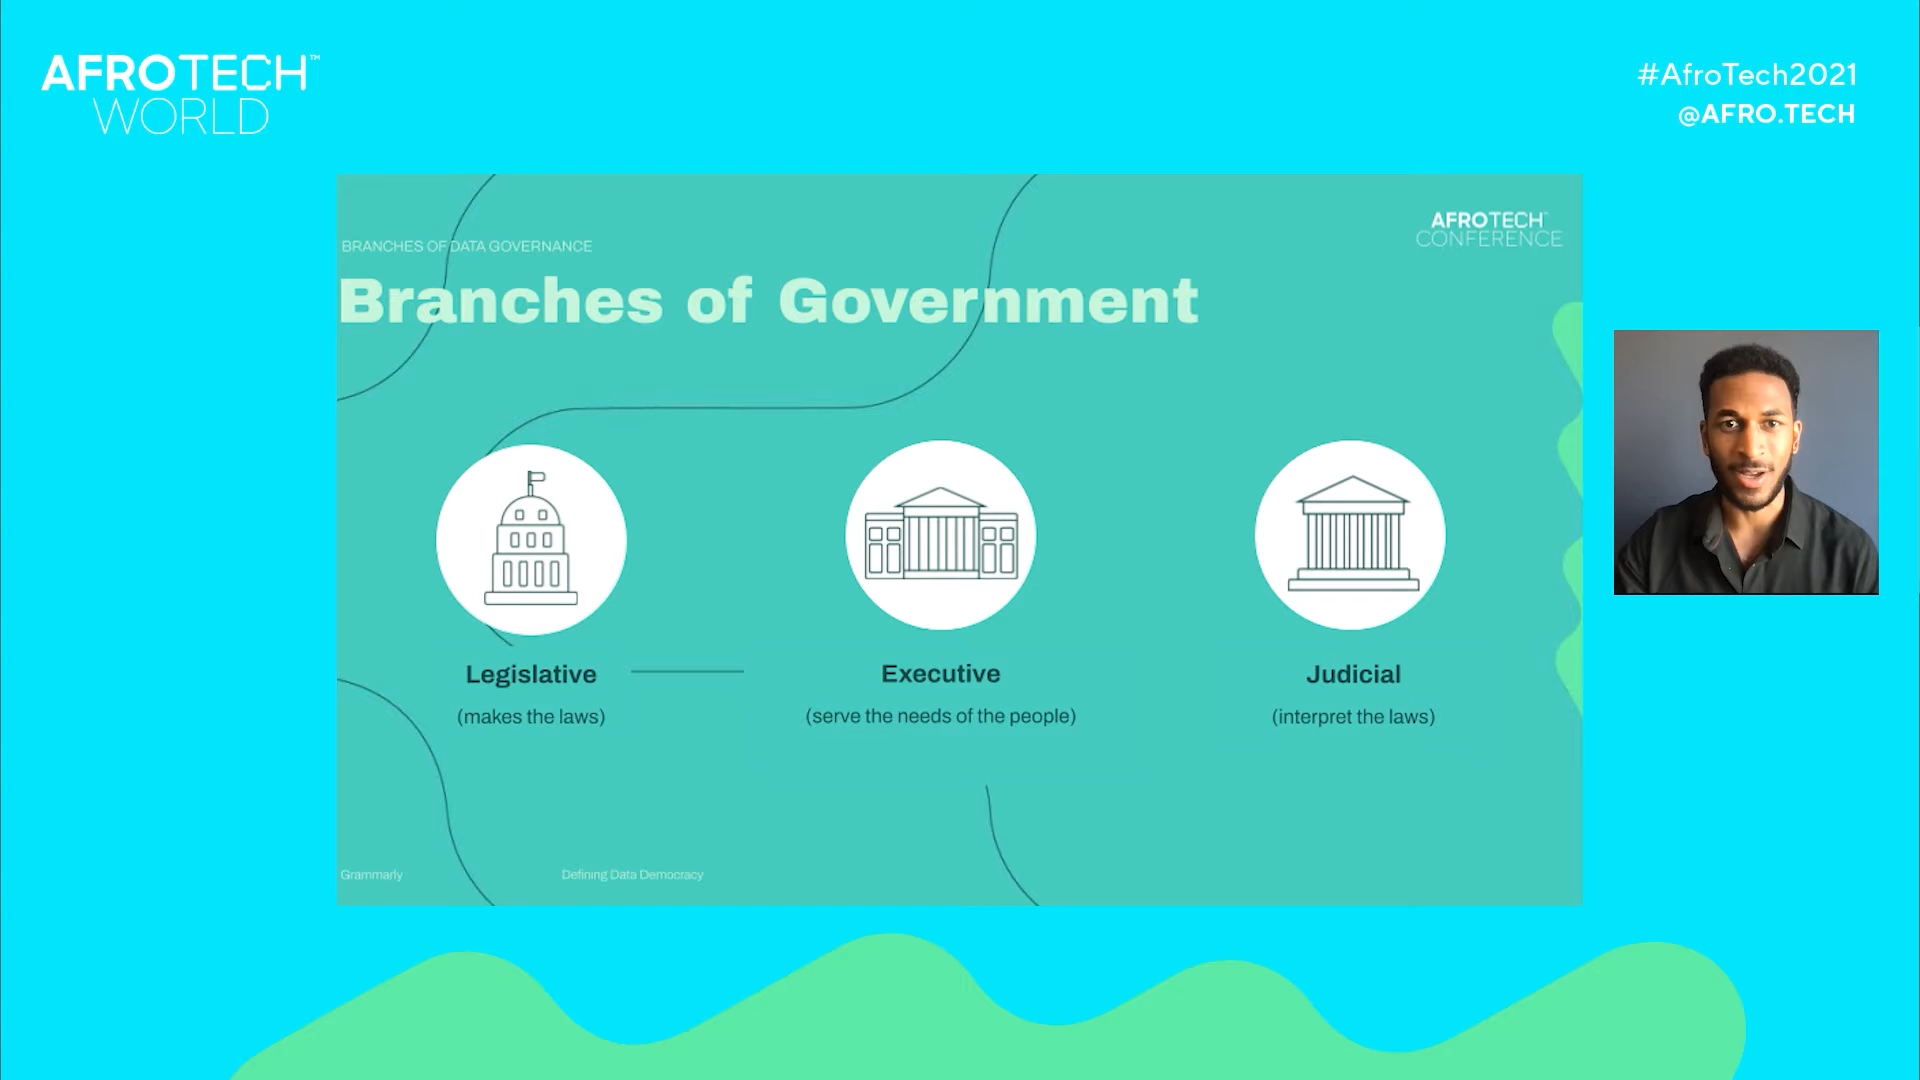 AFROTECH™
WORLD
#AfroTech2021
@AFRO.TECH
AFROTECH™
CONFERENCE
BRANCHES OF DATA GOVERNANCE
Branches of Government
Legislative
(makes the laws)
Executive
(serve the needs of the people)
Judicial
(interpret the laws)
Grammarly
Defining Data Democracy